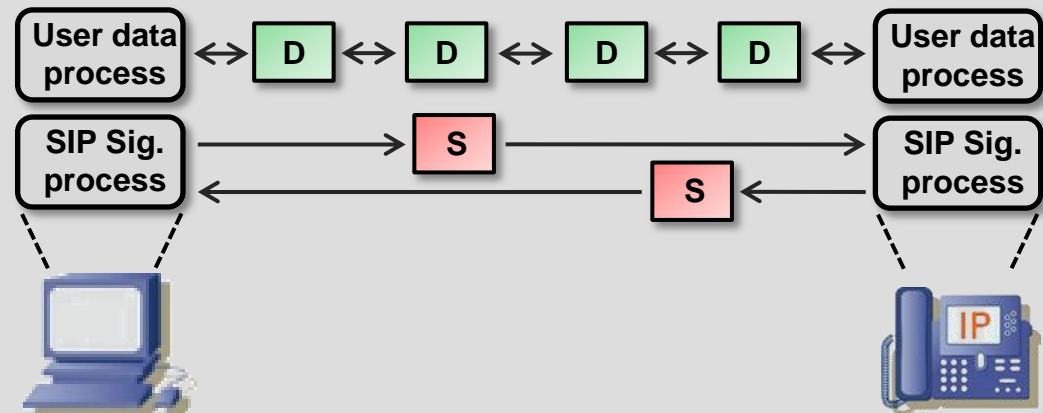 User data
process
D
D
D
D
User data
process
SIP Sig.
process
S
S
SIP Sig.
process
IP